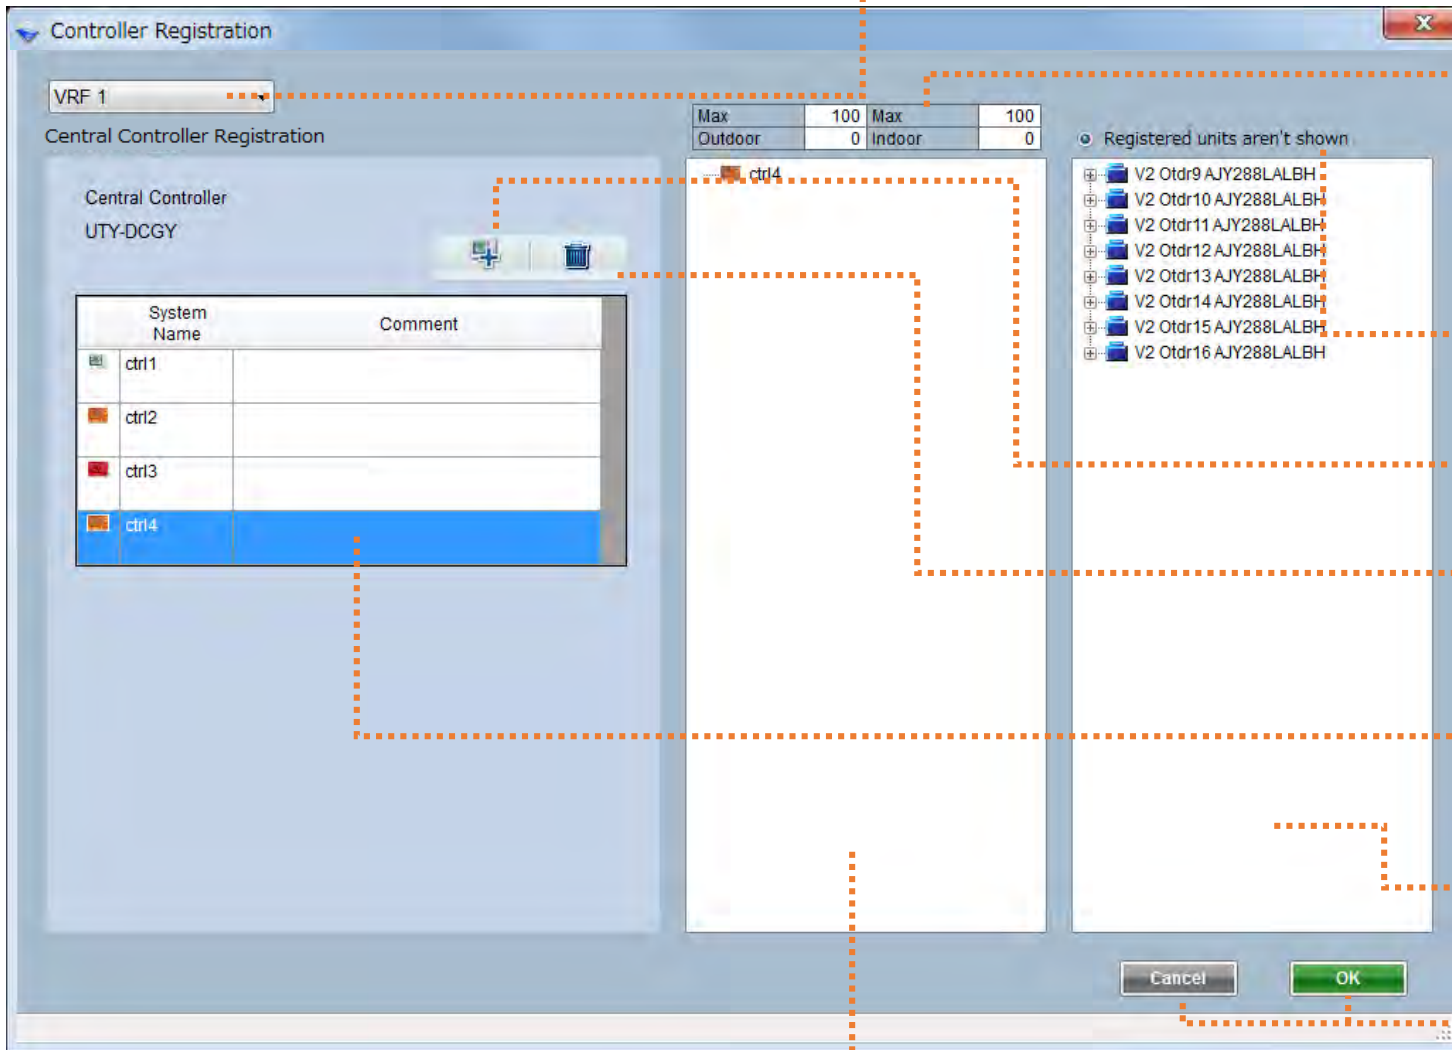 Controller Registration
VRF 1
Central Controller Registration
Central Controller
UTY-DCGY
System Name Comment
ctrl1
ctrl2
ctrl3
ctrl4
Max 100 Max 100
Outdoor 0 Indoor 0
ctrl4
Registered units aren't shown
V2 Otdr9 AJY288LALBH
V2 Otdr10 AJY288LALBH
V2 Otdr11 AJY288LALBH
V2 Otdr12 AJY288LALBH
V2 Otdr13 AJY288LALBH
V2 Otdr14 AJY288LALBH
V2 Otdr15 AJY288LALBH
V2 Otdr16 AJY288LALBH
Cancel OK